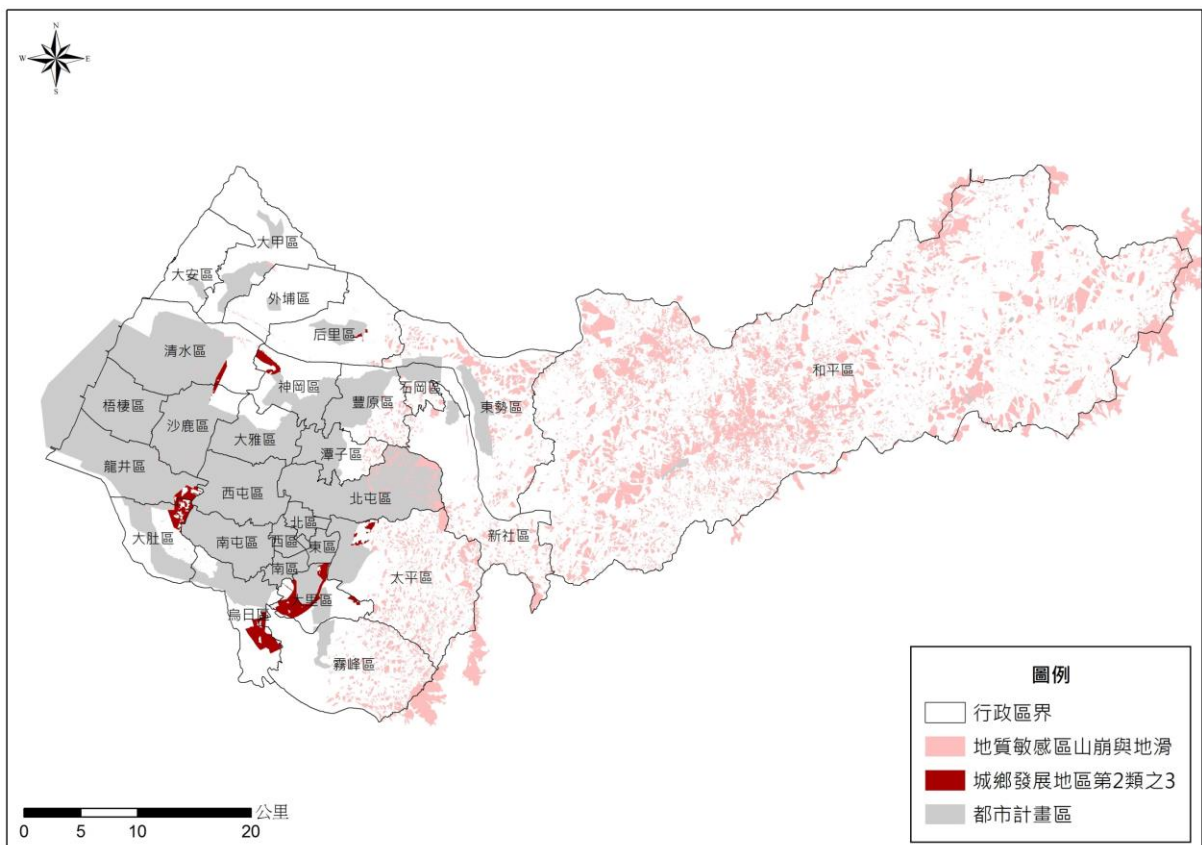 N
W
E
S
大甲區
大安區
外埔區
后里區
清水區
神岡區
石岡區
和平區
梧棲區
豐原區
東勢區
沙鹿區
大雅區
潭子區
龍井區
西屯區
北屯區
北區
大肚區
南屯區
西區
東區
新社區
南區
太平區
大里區
烏日區
霧峰區
圖例
行政區界
地質敏感區山崩與地滑
城鄉發展地區第2類之3
都市計畫區
公里
0 5 10 20